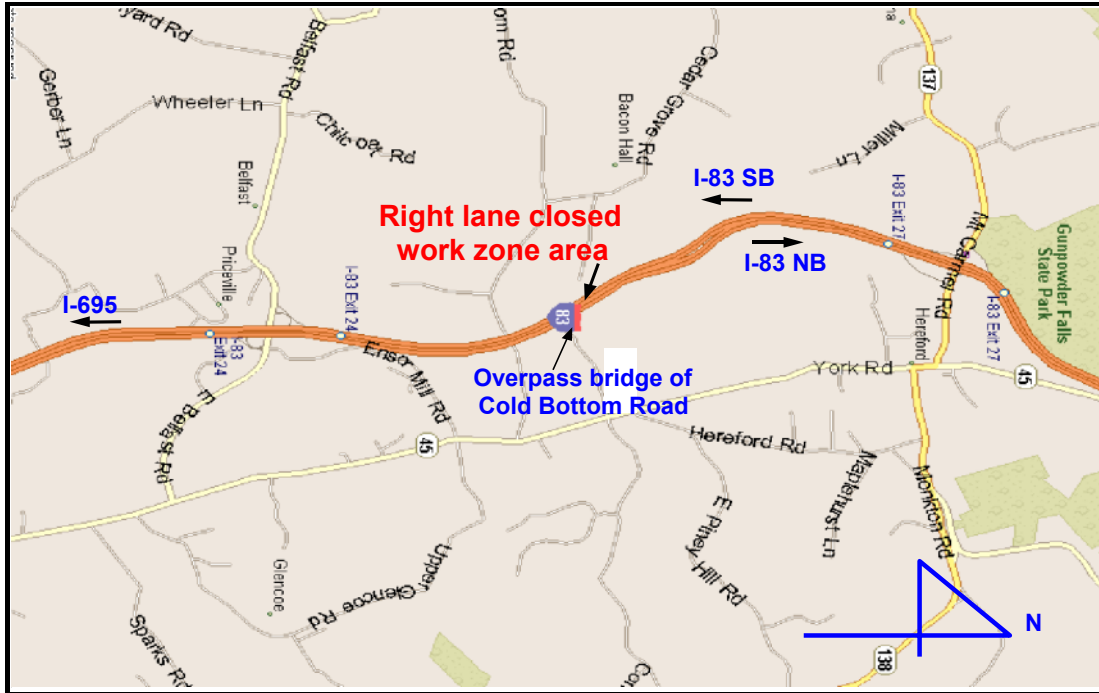 yard Rd
Belfast Rd
orn Rd
Cedar Grove Rd
Bacon Hall
137
Gerber Ln
Wheeler Ln
Chilcoat Rd
Miller Ln
Belfast
Priceville
I-83 SB
I-83 NB
I-83 Exit 27
Mt Carmel Rd
Gunpowder Falls
State Park
Right lane closed
work zone area
I-695
I-83 Exit 24
I-83 Exit 24
83
I-83 Exit 27
Hereford
Ensor Mill Rd
Overpass bridge of
Cold Bottom Road
York Rd
45
E Belfast Rd
45
Hereford Rd
Maplehurst Ln
Monkton Rd
E Piney Hill Rd
Glencoe
Upper Glencoe Rd
Sparks Rd
Co
N
138